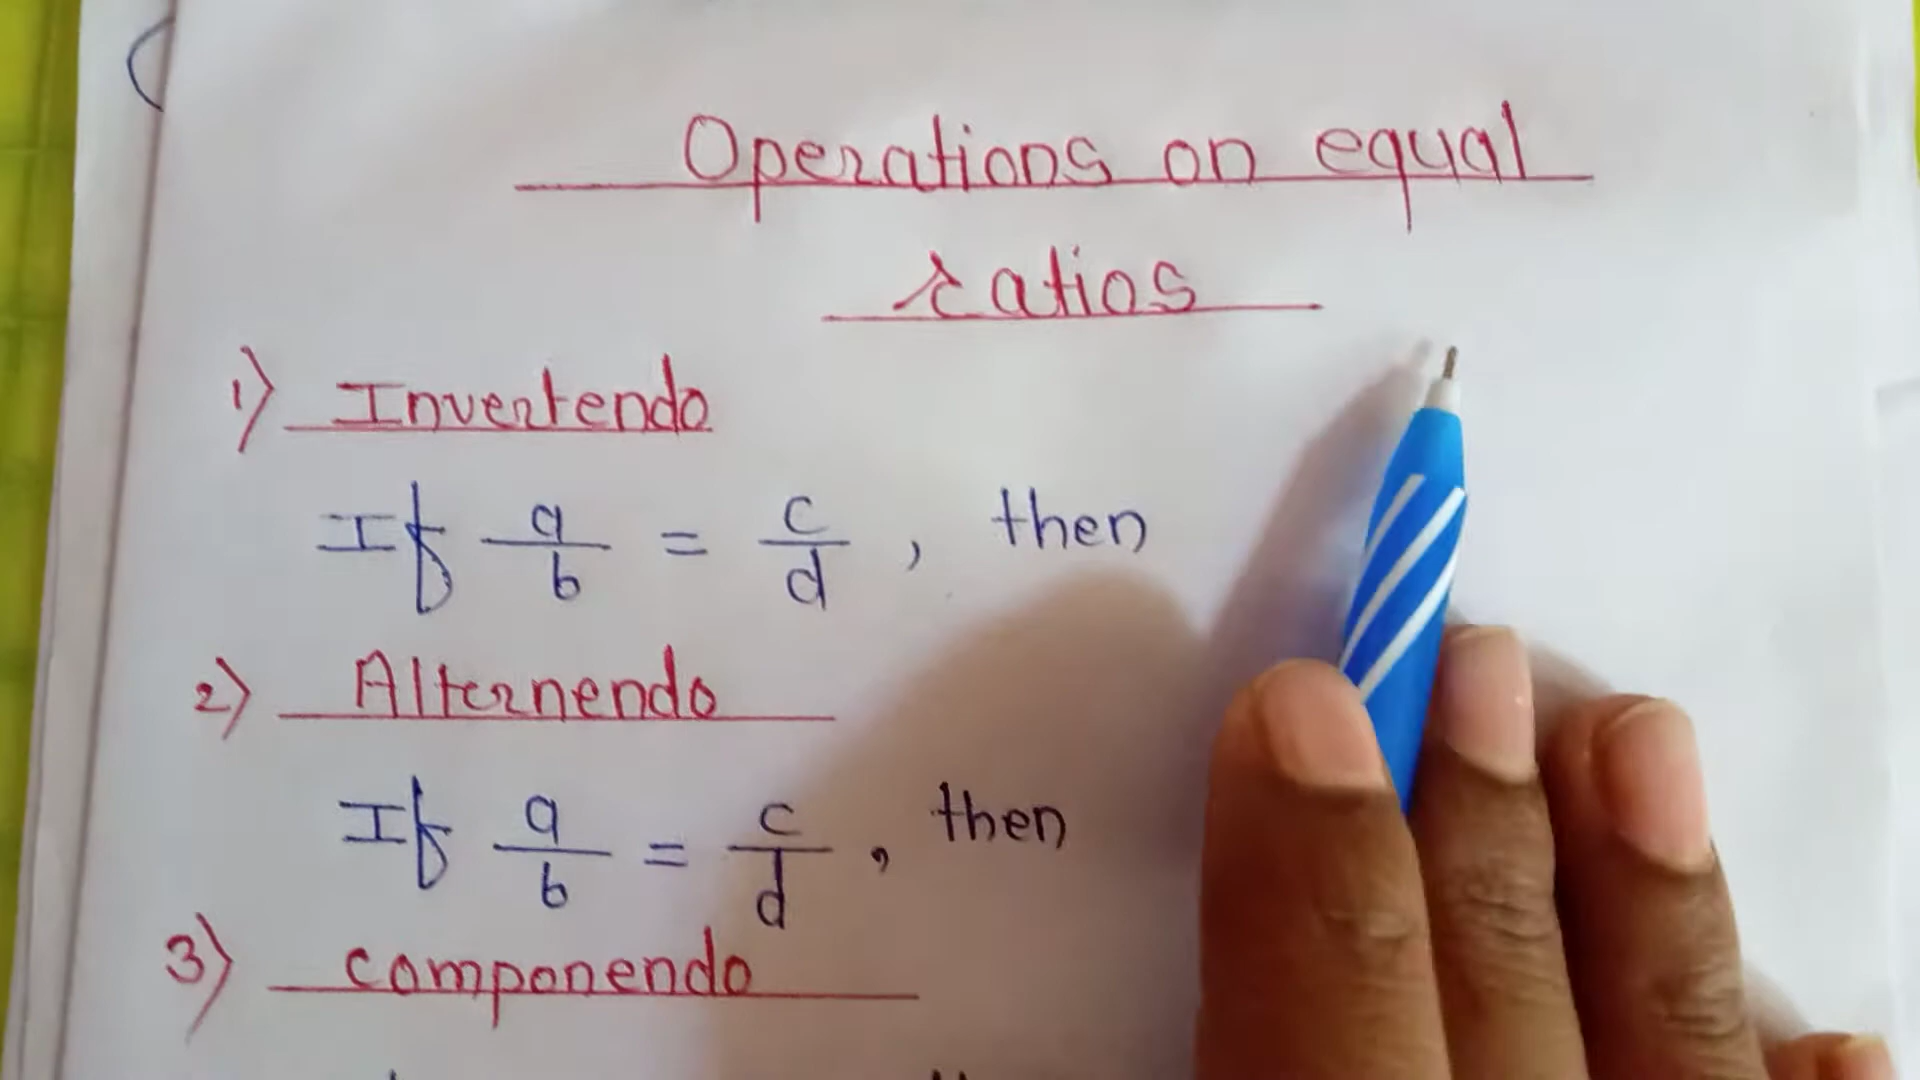 Operations on equal
ratios
1) Invertendo
If a/b = c/d , then
2) Alternendo
If a/b = c/d , then
3) componendo